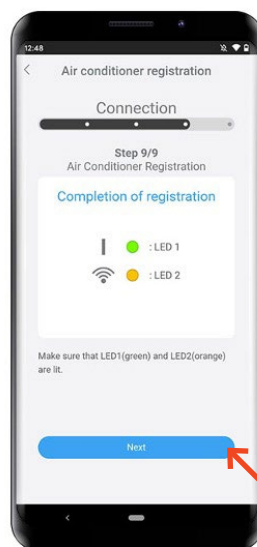 12:48
Air conditioner registration
Connection
Step 9/9
Air Conditioner Registration
Completion of registration
: LED 1
: LED 2
Make sure that LED1(green) and LED2(orange)
are lit.
Next